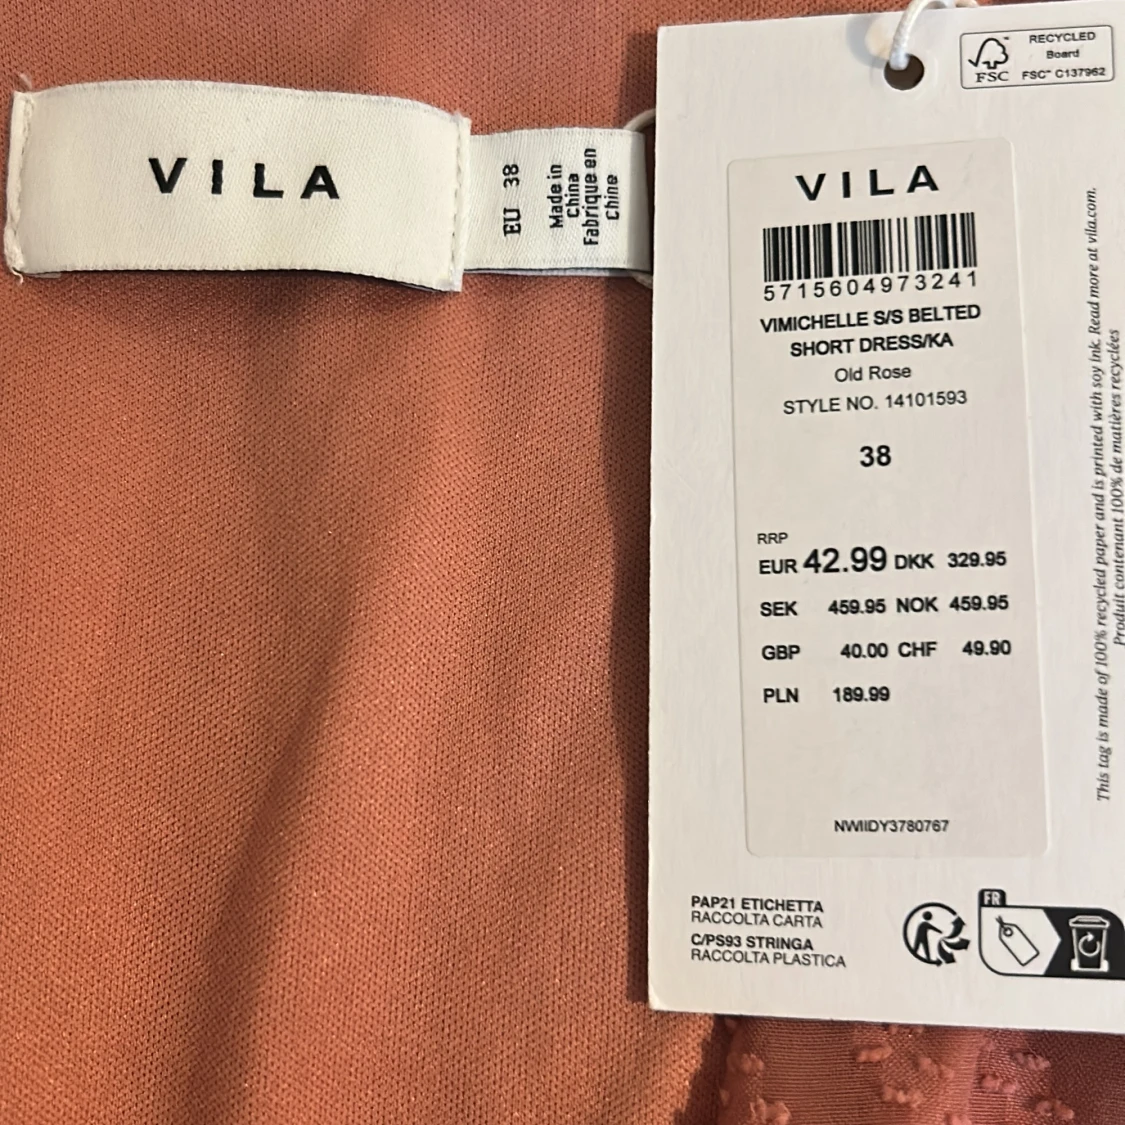 VILA
EU 38
Made in
China
Fabrique en
Chine
FSC™
RECYCLED
Board
FSC™ C137962
VILA
5715604973241
VIMICHELLE S/S BELTED
SHORT DRESS/KA
Old Rose
STYLE NO. 14101593
38
RRP
EUR 42.99 DKK 329.95
SEK 459.95 NOK 459.95
GBP 40.00 CHF 49.90
PLN 189.99
NWIIDY3780767
PAP21 ETICHETTA
RACCOLTA CARTA
C/PS93 STRINGA
RACCOLTA PLASTICA
FR
This tag is made of 100% recycled paper and is printed with soy ink. Read more at vila.com.
Produit contenant 100% de matières recyclées